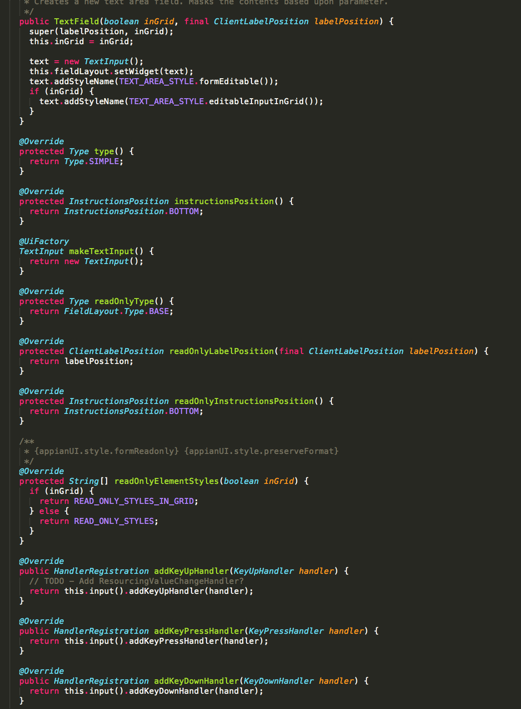 * Creates a new text area field. Masks the contents based upon parameter.
*/
public TextField(boolean inGrid, final ClientLabelPosition labelPosition) {
super(labelPosition, inGrid);
this.inGrid = inGrid;
text = new TextInput();
this.fieldLayout.setWidget(text);
text.addStyleName(TEXT_AREA_STYLE.formEditable());
if (inGrid) {
text.addStyleName(TEXT_AREA_STYLE.editableInputInGrid());
}
}
@Override
protected Type type() {
return Type.SIMPLE;
}
@Override
protected InstructionsPosition instructionsPosition() {
return InstructionsPosition.BOTTOM;
}
@UiFactory
TextInput makeTextInput() {
return new TextInput();
}
@Override
protected Type readOnlyType() {
return FieldLayout.Type.BASE;
}
@Override
protected ClientLabelPosition readOnlyLabelPosition(final ClientLabelPosition labelPosition) {
return labelPosition;
}
@Override
protected InstructionsPosition readOnlyInstructionsPosition() {
return InstructionsPosition.BOTTOM;
}
/**
* {appianUI.style.formReadonly} {appianUI.style.preserveFormat}
*/
@Override
protected String[] readOnlyElementStyles(boolean inGrid) {
if (inGrid) {
return READ_ONLY_STYLES_IN_GRID;
} else {
return READ_ONLY_STYLES;
}
}
@Override
public HandlerRegistration addKeyUpHandler(KeyUpHandler handler) {
// TODO - Add ResourcingValueChangeHandler?
return this.input().addKeyUpHandler(handler);
}
@Override
public HandlerRegistration addKeyPressHandler(KeyPressHandler handler) {
return this.input().addKeyPressHandler(handler);
}
@Override
public HandlerRegistration addKeyDownHandler(KeyDownHandler handler) {
return this.input().addKeyDownHandler(handler);
}